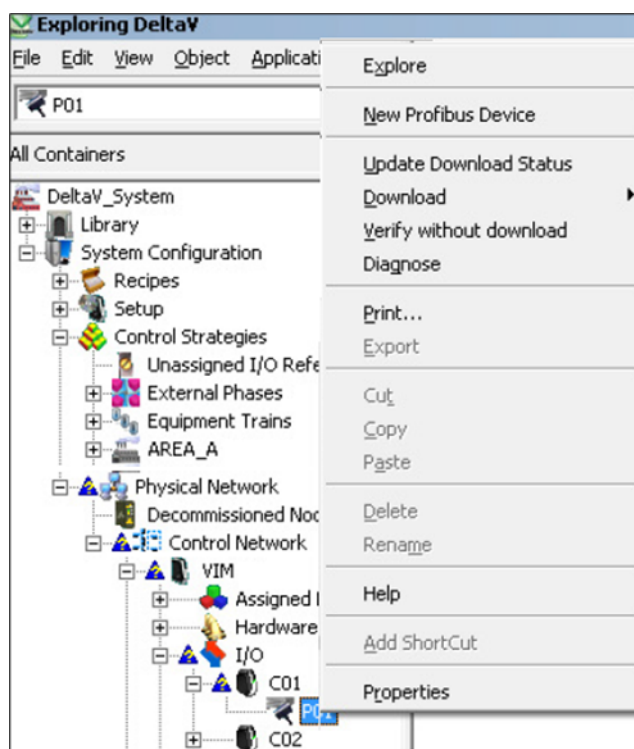 Exploring DeltaV
File Edit View Object Applicati
P01
All Containers
DeltaV_System
Library
System Configuration
Recipes
Setup
Control Strategies
Unassigned I/O Refe
External Phases
Equipment Trains
AREA_A
Physical Network
Decommissioned Nod
Control Network
VIM
Assigned I
Hardware
I/O
C01
P01
C02
Explore
New Profibus Device
Update Download Status
Download
Verify without download
Diagnose
Print...
Export
Cut
Copy
Paste
Delete
Rename
Help
Add ShortCut
Properties